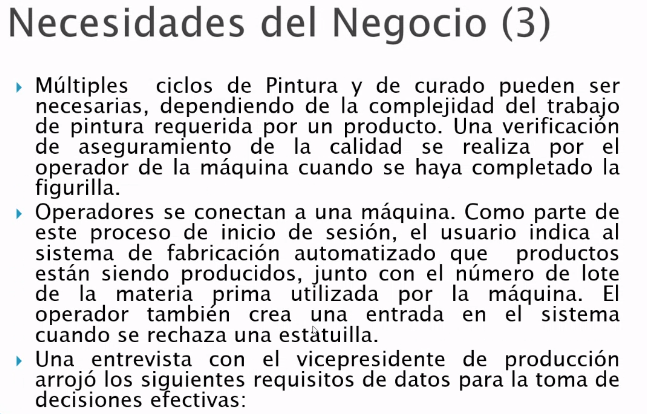 Necesidades del Negocio (3)
Múltiples ciclos de Pintura y de curado pueden ser
necesarias, dependiendo de la complejidad del trabajo
de pintura requerida por un producto. Una verificación
de aseguramiento de la calidad se realiza por el
operador de la máquina cuando se haya completado la
figurilla.
Operadores se conectan a una máquina. Como parte de
este proceso de inicio de sesión, el usuario indica al
sistema de fabricación automatizado que productos
están siendo producidos, junto con el número de lote
de la materia prima utilizada por la máquina. El
operador también crea una entrada en el sistema
cuando se rechaza una estatuilla.
Una entrevista con el vicepresidente de producción
arrojó los siguientes requisitos de datos para la toma de
decisiones efectivas: